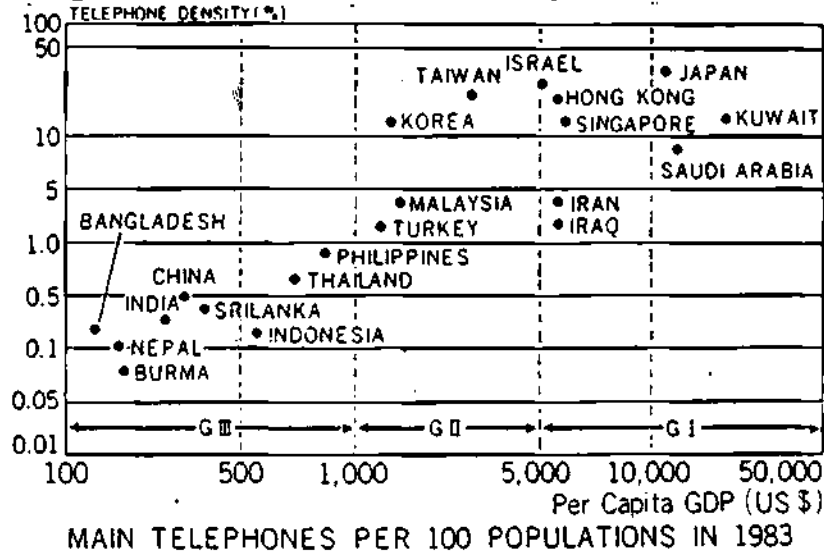 TELEPHONE DENSITY(%)
100
50
ISRAEL
TAIWAN
JAPAN
HONG KONG
KOREA
SINGAPORE
KUWAIT
10
SAUDI ARABIA
5
MALAYSIA
IRAN
BANGLADESH
TURKEY
IRAQ
1.0
PHILIPPINES
CHINA
THAILAND
0.5
INDIA
SRILANKA
INDONESIA
0.1
NEPAL
BURMA
0.05
G III
G II
G I
0.01
100 500 1,000 5,000 10,000 50,000
Per Capita GDP (US $)
MAIN TELEPHONES PER 100 POPULATIONS IN 1983